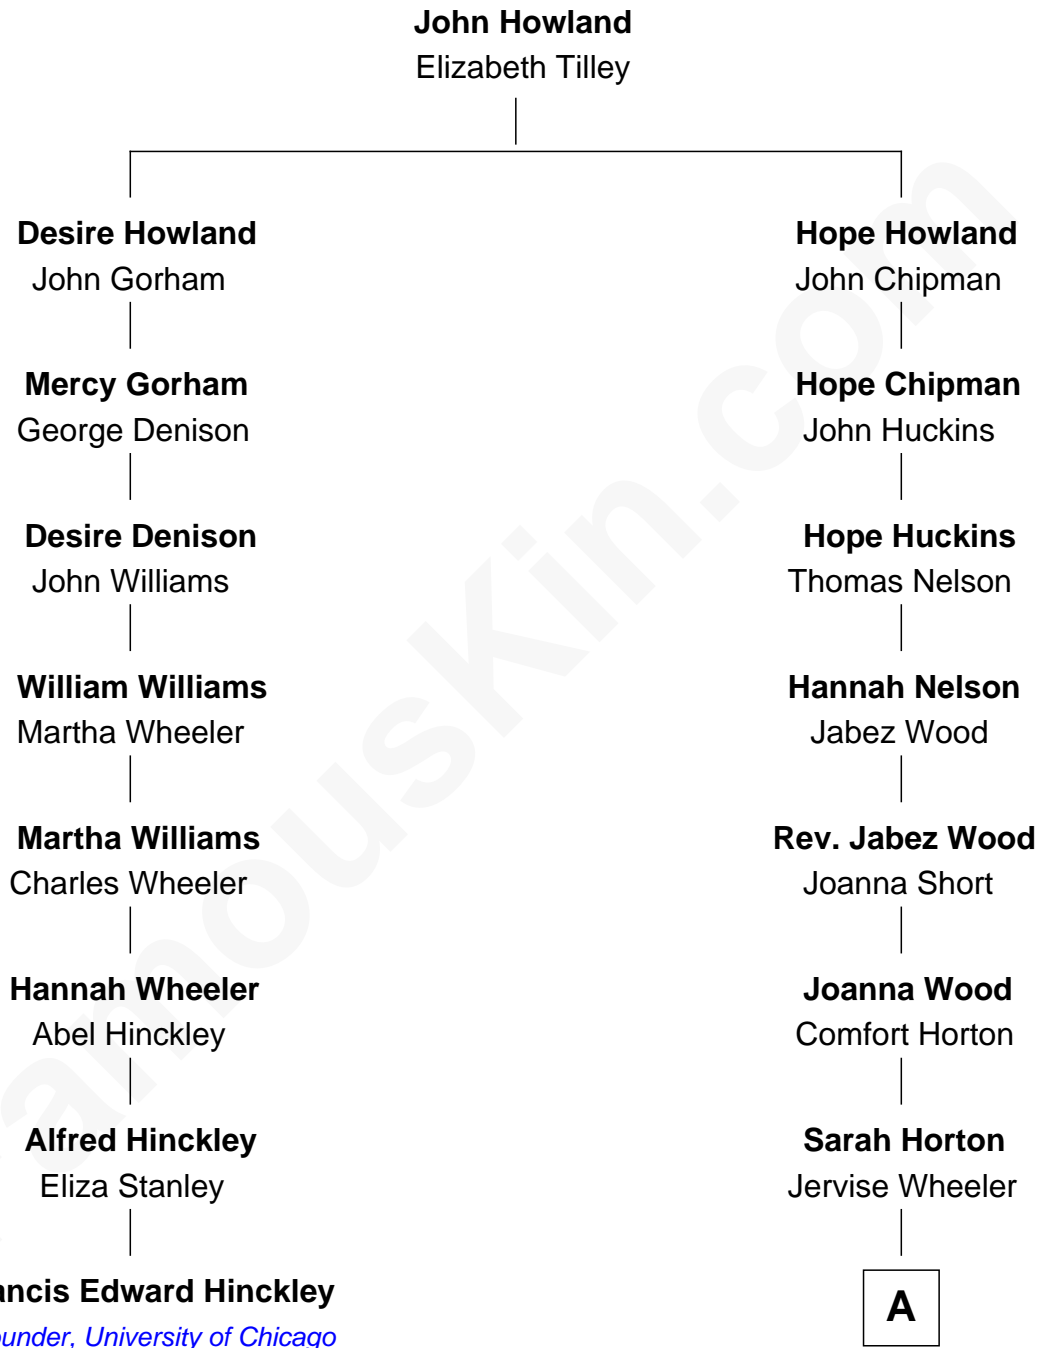 John Howland
Elizabeth Tilley
Desire Howland
John Gorham
Hope Howland
John Chipman
Mercy Gorham
George Denison
Hope Chipman
John Huckins
Desire Denison
John Williams
Hope Huckins
Thomas Nelson
William Williams
Martha Wheeler
Hannah Nelson
Jabez Wood
Martha Williams
Charles Wheeler
Rev. Jabez Wood
Joanna Short
Hannah Wheeler
Abel Hinckley
Joanna Wood
Comfort Horton
Alfred Hinckley
Eliza Stanley
Sarah Horton
Jervise Wheeler
ancis Edward Hinckley
ounder, University of Chicago
A
amouskin.com